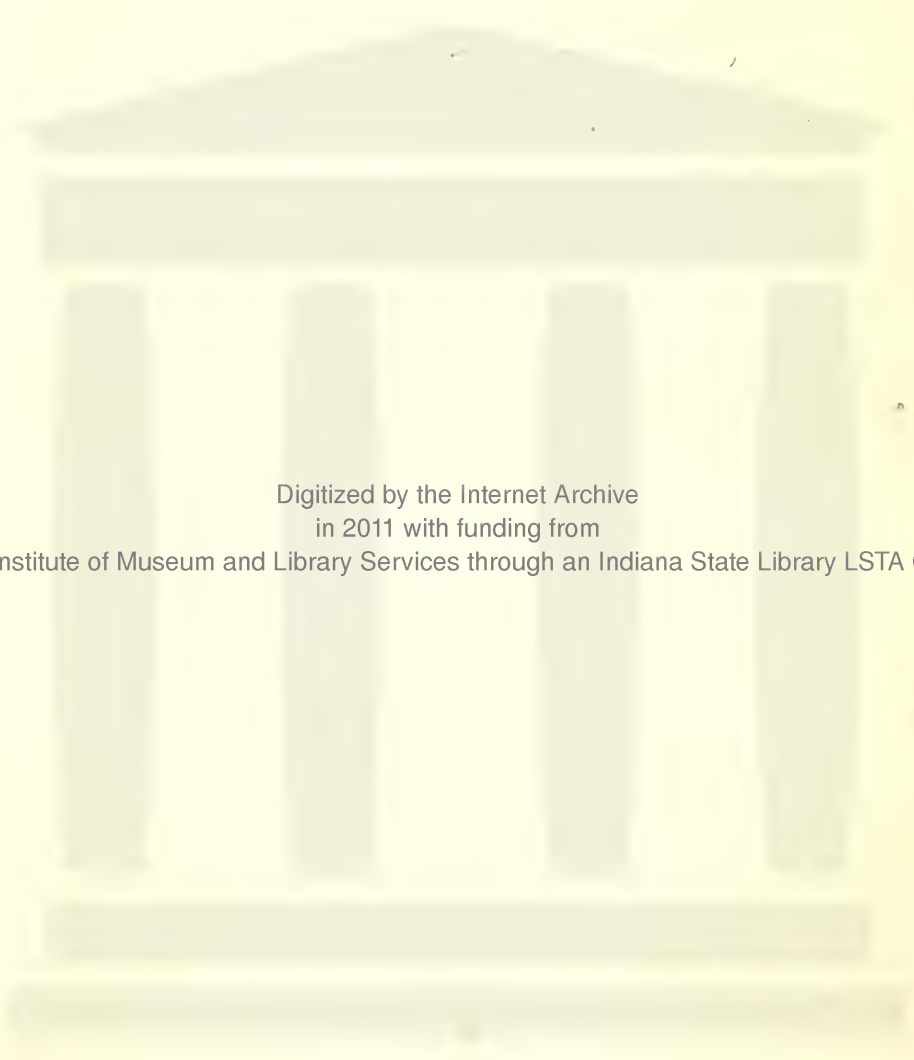 Digitized by the Internet Archive
in 2011 with funding from
nstitute of Museum and Library Services through an Indiana State Library LSTA